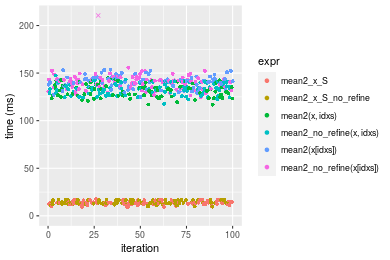 200
150
100
50
0
time (ms)
0
25
50
75
100
iteration
expr
mean2_x_S
mean2_x_S_no_refine
mean2(x, idxs)
mean2_no_refine(x, idxs)
mean2(x[idxs])
mean2_no_refine(x[idxs])